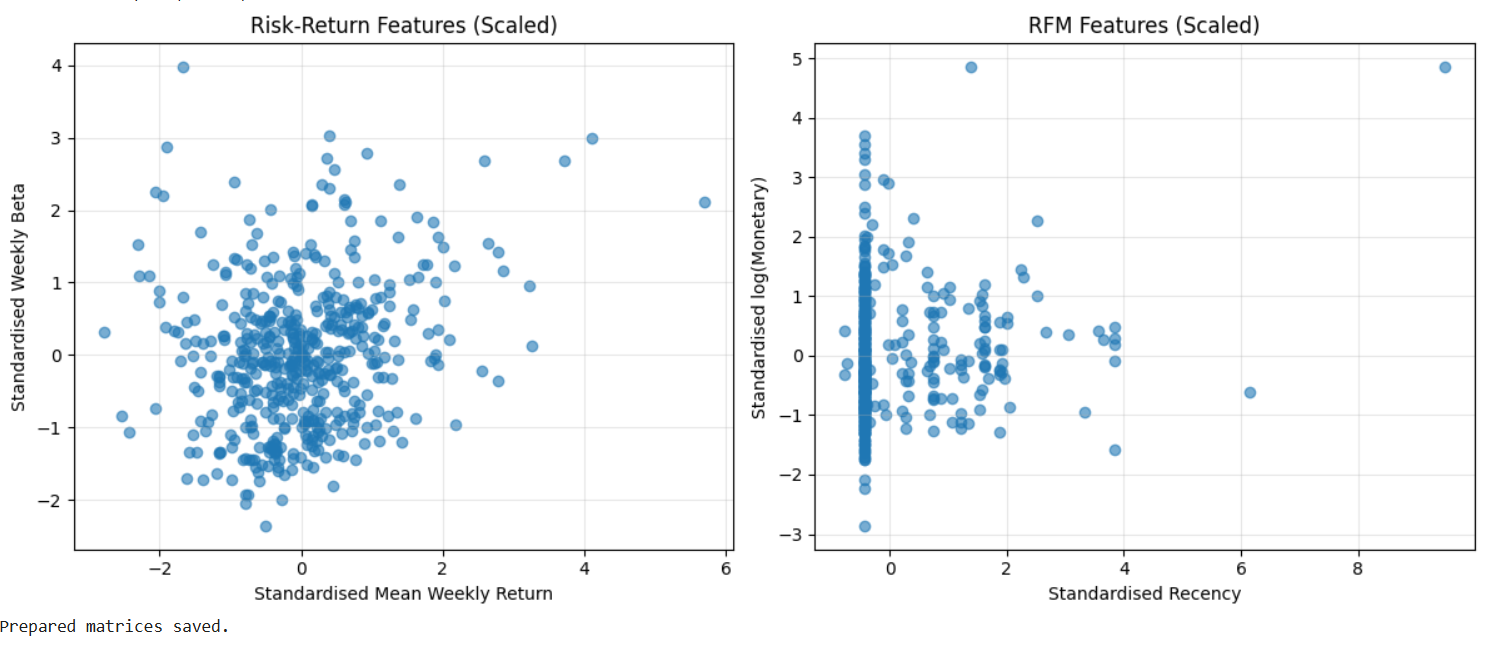 Risk-Return Features (Scaled)
4
3
2
1
0
−1
−2
Standardised Weekly Beta
−2 0 2 4 6
Standardised Mean Weekly Return
RFM Features (Scaled)
5
4
3
2
1
0
−1
−2
−3
Standardised log(Monetary)
0 2 4 6 8
Standardised Recency
Prepared matrices saved.